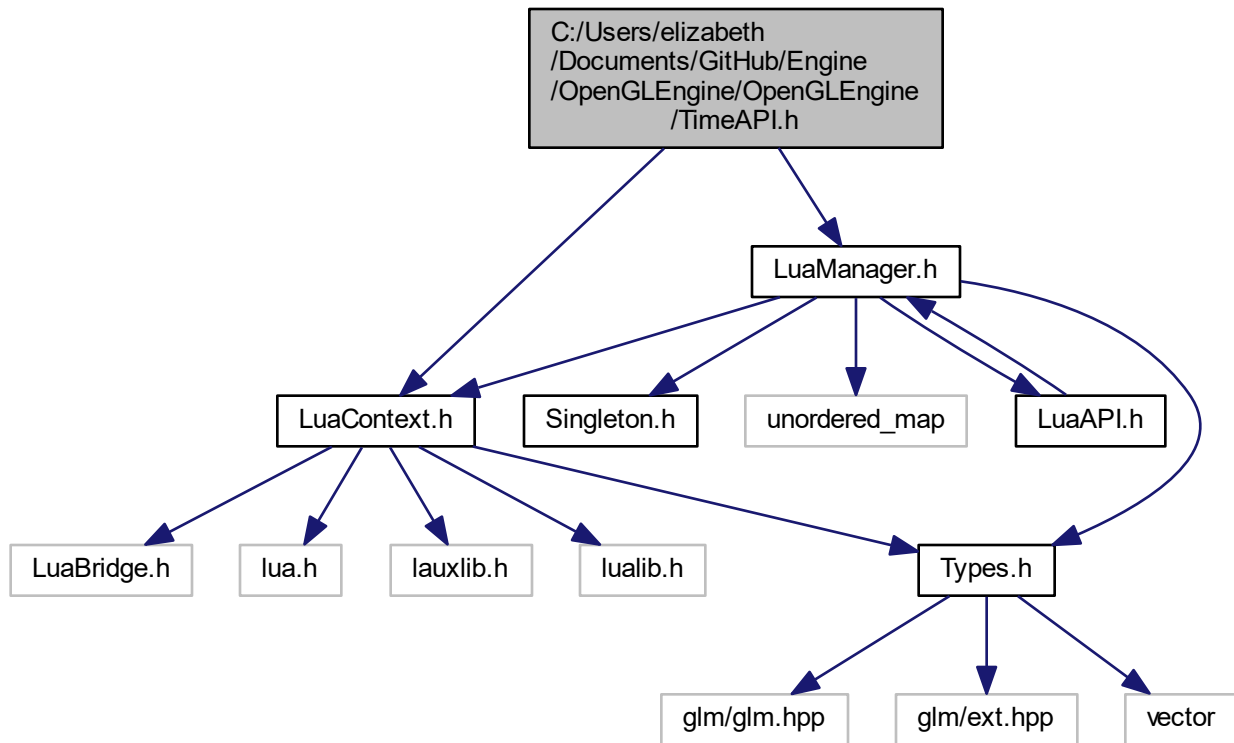 C:/Users/elizabeth
/Documents/GitHub/Engine
/OpenGLEngine/OpenGLEngine
/TimeAPI.h
LuaManager.h
LuaContext.h
Singleton.h
unordered_map
LuaAPI.h
LuaBridge.h
lua.h
lauxlib.h
lualib.h
Types.h
glm/glm.hpp
glm/ext.hpp
vector